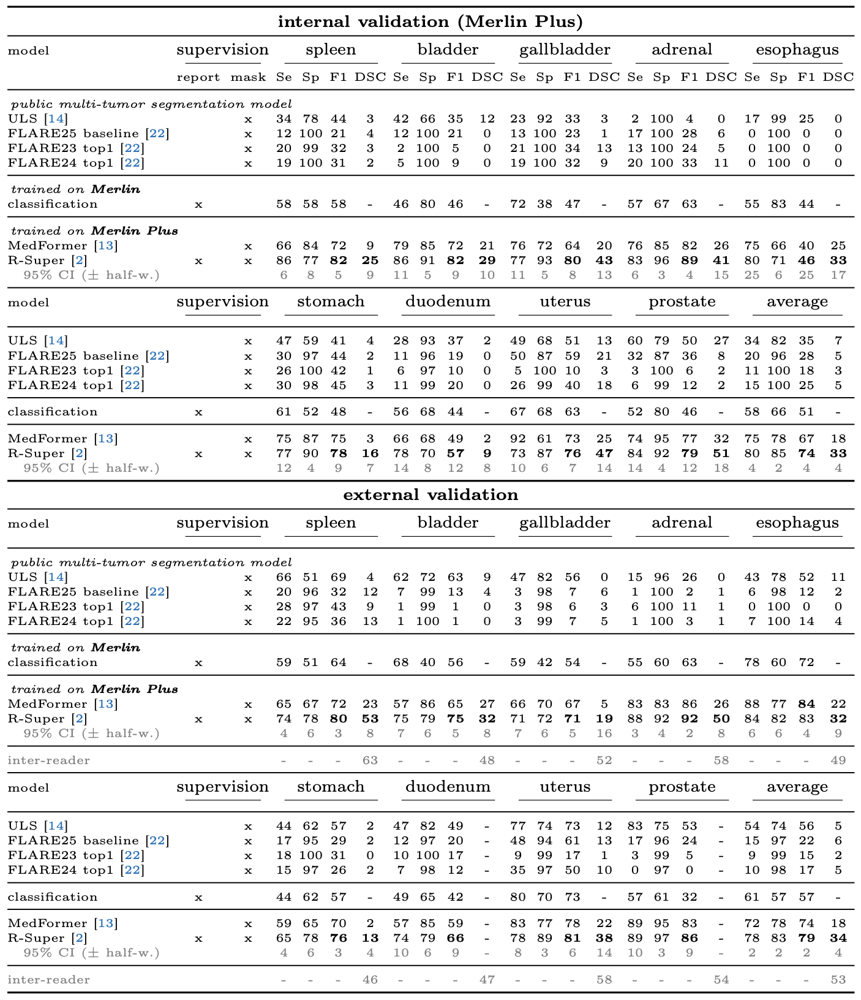 internal validation (Merlin Plus)
model supervision spleen bladder gallbladder adrenal esophagus
report mask Se Sp F1 DSC Se Sp F1 DSC Se Sp F1 DSC Se Sp F1 DSC Se Sp F1 DSC
public multi-tumor segmentation model
ULS [14] x 34 78 44 3 42 66 35 12 23 92 33 3 2 100 4 0 17 99 25 0
FLARE25 baseline [22] x 12 100 21 4 12 100 21 0 13 100 23 1 17 100 28 6 0 100 0 0
FLARE23 top1 [22] x 20 99 32 3 2 100 5 0 21 100 34 13 13 100 24 5 0 100 0 0
FLARE24 top1 [22] x 19 100 31 2 5 100 9 0 19 100 32 9 20 100 33 11 0 100 0 0
trained on Merlin
classification x 58 58 58 - 46 80 46 - 72 38 47 - 57 67 63 - 55 83 44 -
trained on Merlin Plus
MedFormer [13] x 66 84 72 9 79 85 72 21 76 72 64 20 76 85 82 26 75 66 40 25
R-Super [2] x x 86 77 82 25 86 91 82 29 77 93 80 43 83 96 89 41 80 71 46 33
95% CI (± half-w.) 6 8 5 9 11 5 9 10 11 5 8 13 6 3 4 15 25 6 25 17
model supervision stomach duodenum uterus prostate average
ULS [14] x 47 59 41 4 28 93 37 2 49 68 51 13 60 79 50 27 34 82 35 7
FLARE25 baseline [22] x 30 97 44 2 11 96 19 0 50 87 59 21 32 87 36 8 20 96 28 5
FLARE23 top1 [22] x 26 100 42 1 6 97 10 0 5 100 10 3 3 100 6 2 11 100 18 3
FLARE24 top1 [22] x 30 98 45 3 11 99 20 0 26 99 40 18 6 99 12 2 15 100 25 5
classification x 61 52 48 - 56 68 44 - 67 68 63 - 52 80 46 - 58 66 51 -
MedFormer [13] x 75 87 75 3 66 68 49 2 92 61 73 25 74 95 77 32 75 78 67 18
R-Super [2] x x 77 90 78 16 78 70 57 9 73 87 76 47 84 92 79 51 80 85 74 33
95% CI (± half-w.) 12 4 9 7 14 8 12 8 10 6 7 14 14 4 12 18 4 2 4 4
external validation
model supervision spleen bladder gallbladder adrenal esophagus
public multi-tumor segmentation model
ULS [14] x 66 51 69 4 62 72 63 9 47 82 56 0 15 96 26 0 43 78 52 11
FLARE25 baseline [22] x 20 96 32 12 7 99 13 4 3 98 7 6 1 100 2 1 6 98 12 2
FLARE23 top1 [22] x 28 97 43 9 1 99 1 0 3 98 6 3 6 100 11 1 0 100 0 0
FLARE24 top1 [22] x 22 95 36 13 1 100 1 0 3 99 7 5 1 100 3 1 7 100 14 4
trained on Merlin
classification x 59 51 64 - 68 40 56 - 59 42 54 - 55 60 63 - 78 60 72 -
trained on Merlin Plus
MedFormer [13] x 65 67 72 23 57 86 65 27 66 70 67 5 83 83 86 26 88 77 84 22
R-Super [2] x x 74 78 80 53 75 79 75 32 71 72 71 19 88 92 92 50 84 82 83 32
95% CI (± half-w.) 4 6 3 8 7 6 5 8 7 6 5 16 3 4 2 8 6 6 4 9
inter-reader - - - 63 - - - 48 - - - 52 - - - 58 - - - 49
model supervision stomach duodenum uterus prostate average
ULS [14] x 44 62 57 2 47 82 49 - 77 74 73 12 83 75 53 - 54 74 56 5
FLARE25 baseline [22] x 17 95 29 2 12 97 20 - 48 94 61 13 17 96 24 - 15 97 22 6
FLARE23 top1 [22] x 18 100 31 0 10 100 17 - 9 99 17 1 3 99 5 - 9 99 15 2
FLARE24 top1 [22] x 15 97 26 2 7 98 12 - 35 97 50 10 0 97 0 - 10 98 17 5
classification x 44 62 57 - 49 65 42 - 80 70 73 - 57 61 32 - 61 57 57 -
MedFormer [13] x 59 65 70 2 57 85 59 - 83 77 78 22 89 95 83 - 72 78 74 18
R-Super [2] x x 65 78 76 13 74 79 66 - 78 89 81 38 89 97 86 - 78 83 79 34
95% CI (± half-w.) 4 6 3 4 10 6 9 - 8 3 6 14 10 3 9 - 2 2 2 4
inter-reader - - - 46 - - - 47 - - - 58 - - - 54 - - - 53